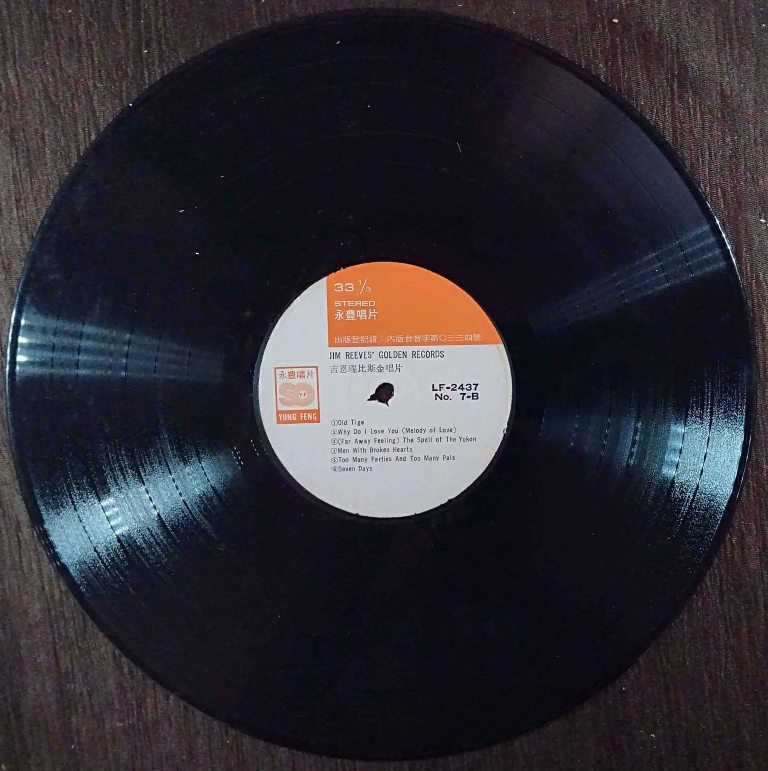 33 1/3
STEREO
永豐唱片
出版登記證：內版台音字第〇三三四號
JIM REEVES' GOLDEN RECORDS
吉恩瑞比斯金唱片
永豐唱片
YUNG FENG
LF-2437
No. 7-B
①Old Tige
②Why Do I Love You (Melody of Love)
③(Far Away Feeling) The Spell of The Yukon
④Men With Broken Hearts
⑤Too Many Parties And Too Many Pals
⑥Seven Days